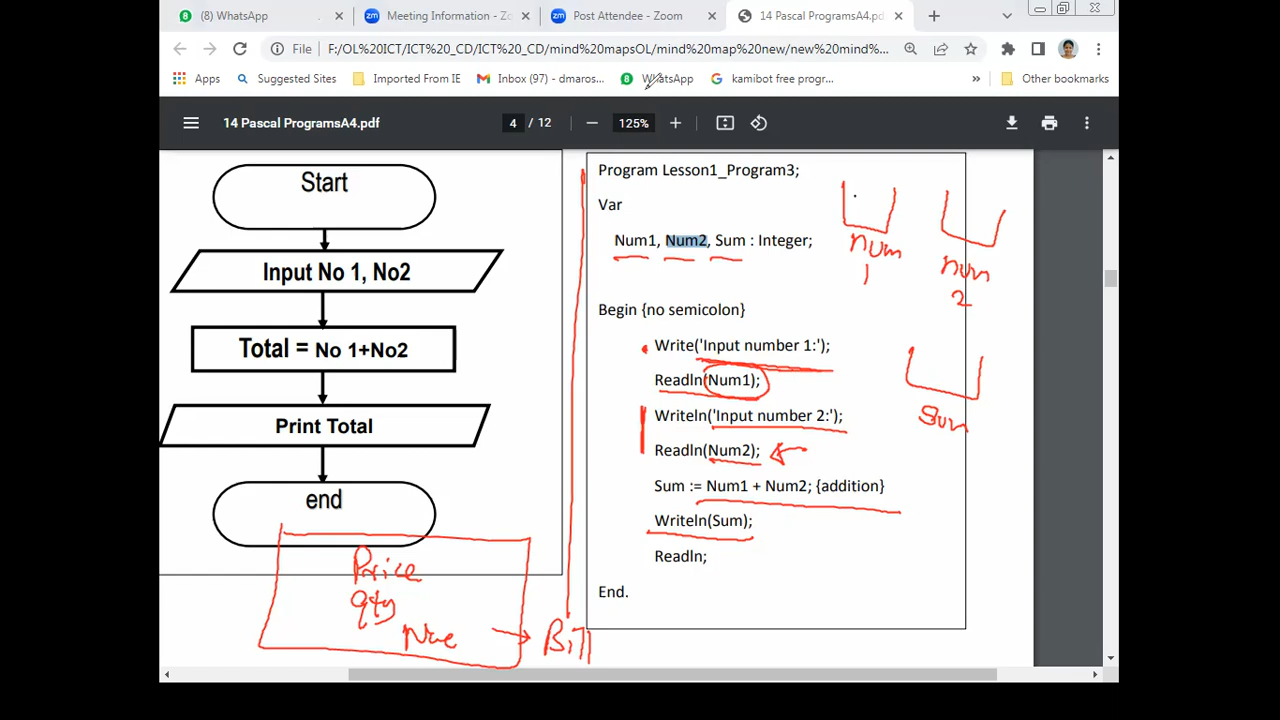 (8) WhatsApp
Meeting Information - Zo
Post Attendee - Zoom
14 Pascal ProgramsA4.pd
File
F:/OL%20ICT/ICT%20_CD/ICT%20_CD/mind%20mapsOL/mind%20map%20new/new%20mind%...
Apps
Suggested Sites
Imported From IE
Inbox (97) - dmaros...
WhatsApp
kamibot free progr...
»
Other bookmarks
14 Pascal ProgramsA4.pdf
4 / 12
125%
Start
Input No 1, No2
Total = No 1+No2
Print Total
end
Price
qty
Bill
Program Lesson1_Program3;
Var
Num1, Num2, Sum : Integer;
Begin {no semicolon}
Write('Input number 1:');
Readln(Num1);
Writeln('Input number 2:');
Readln(Num2);
Sum := Num1 + Num2; {addition}
Writeln(Sum);
Readln;
End.
num
1
num
2
Sum